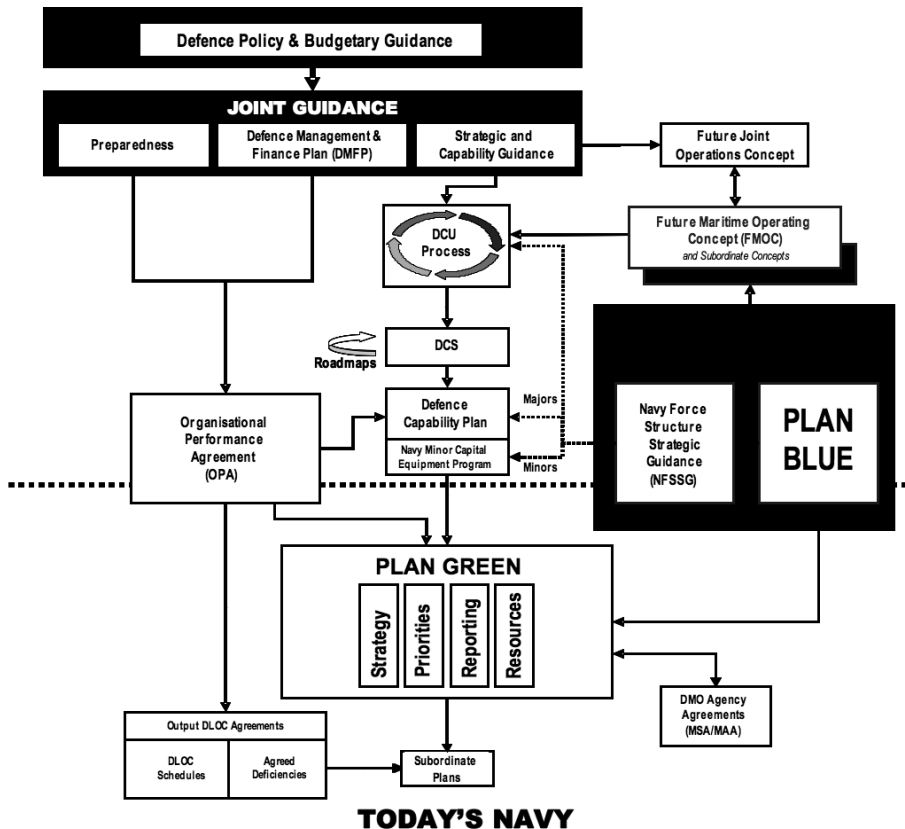 Defence Policy & Budgetary Guidance
JOINT GUIDANCE
Preparedness
Defence Management &
Finance Plan (DMFP)
Strategic and
Capability Guidance
Future Joint
Operations Concept
DCU
Process
Future Maritime Operating
Concept (FMOC)
and Subordinate Concepts
DCS
Roadmaps
Organisational
Performance
Agreement
(OPA)
Defence
Capability Plan
Navy Minor Capital
Equipment Program
Majors
Minors
Navy Force
Structure
Strategic
Guidance
(NFSSG)
PLAN
BLUE
PLAN GREEN
Strategy
Priorities
Reporting
Resources
DMO Agency
Agreements
(MSA/MAA)
Output DLOC Agreements
DLOC
Schedules
Agreed
Deficiencies
Subordinate
Plans
TODAY'S NAVY